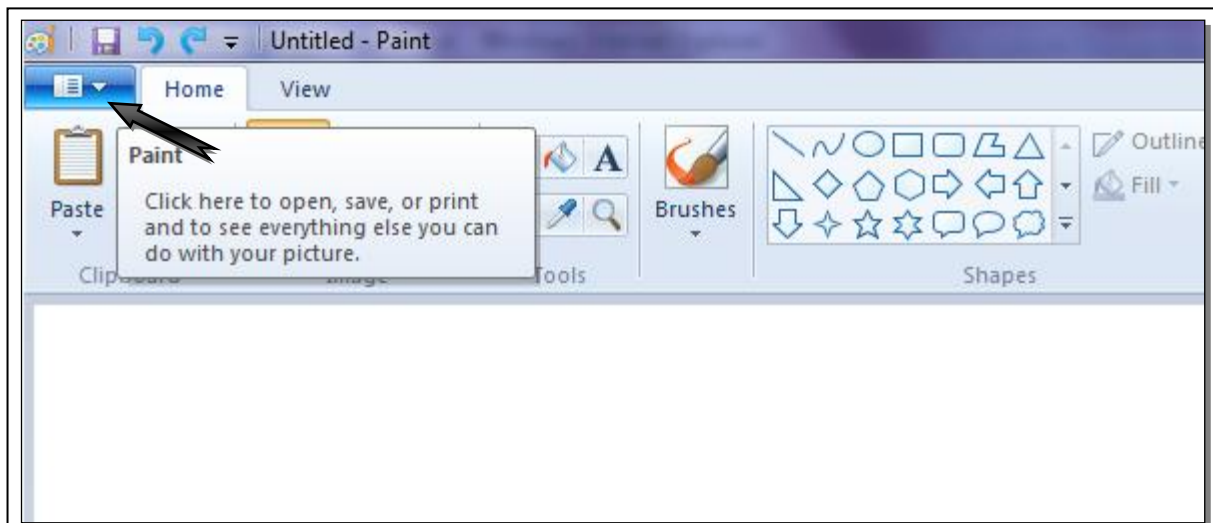 Untitled - Paint
Home View
Paint
Click here to open, save, or print
and to see everything else you can
do with your picture.
A
Paste
Brushes
Outline
Fill
Tools
Shapes